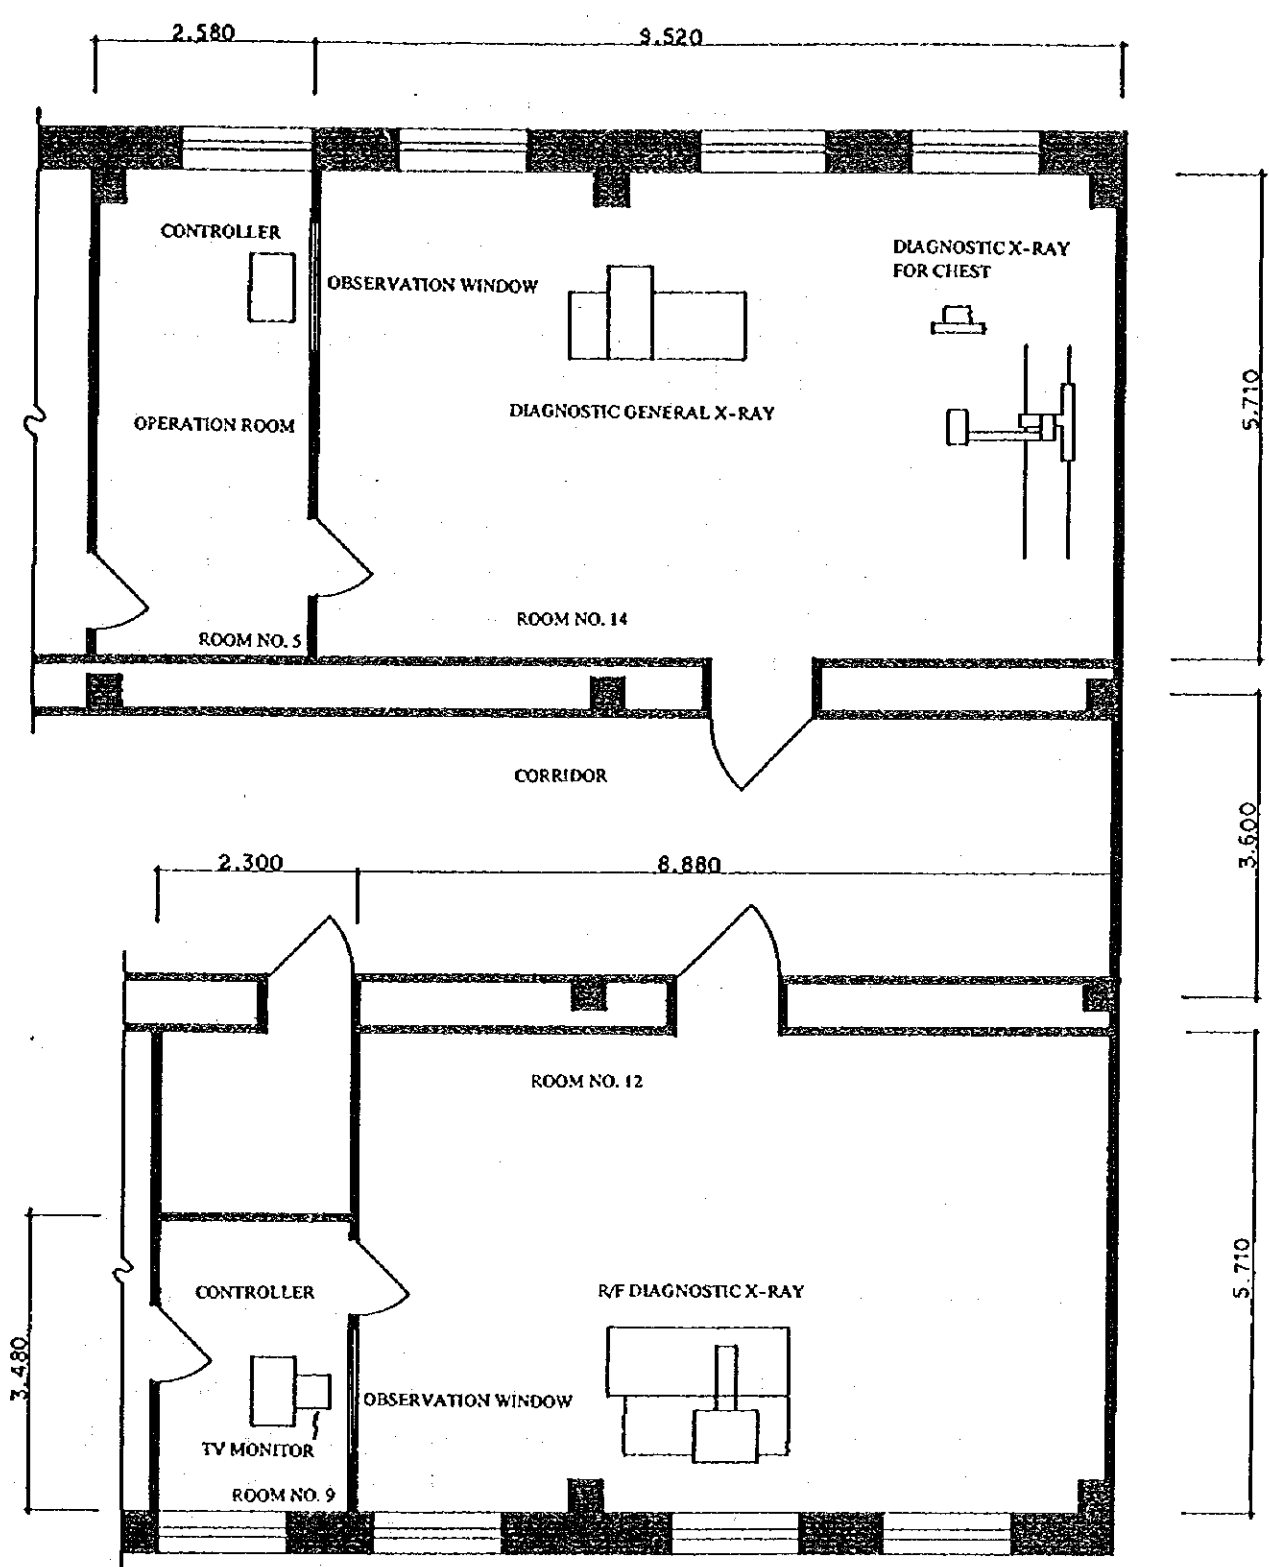 2.580
9.520
CONTROLLER
DIAGNOSTIC X-RAY
FOR CHEST
OBSERVATION WINDOW
5.710
DIAGNOSTIC GENERAL X-RAY
OPERATION ROOM
ROOM NO. 14
ROOM NO. 5
CORRIDOR
3.600
2.300
8.880
ROOM NO. 12
5.710
CONTROLLER
R/F DIAGNOSTIC X-RAY
3.480
OBSERVATION WINDOW
TV MONITOR
ROOM NO. 9